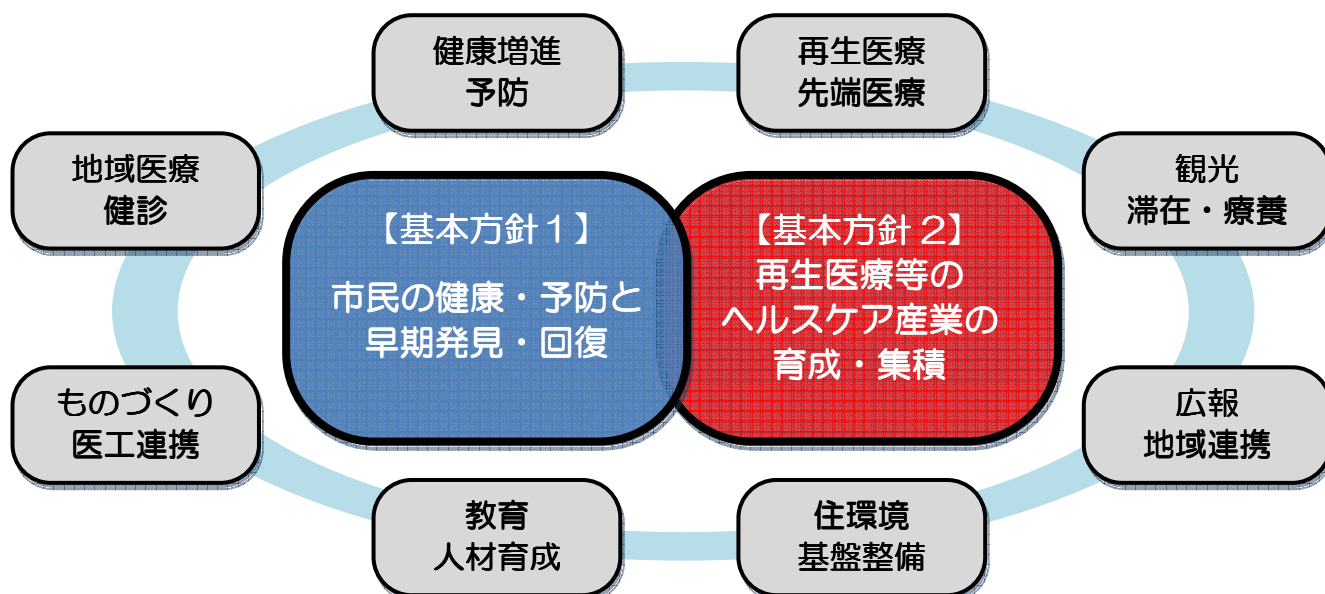 健康増進
予防
再生医療
先端医療
地域医療
健診
観光
滞在・療養
【基本方針１】
市民の健康・予防と
早期発見・回復
【基本方針２】
再生医療等の
ヘルスケア産業の
育成・集積
ものづくり
医工連携
広報
地域連携
教育
人材育成
住環境
基盤整備